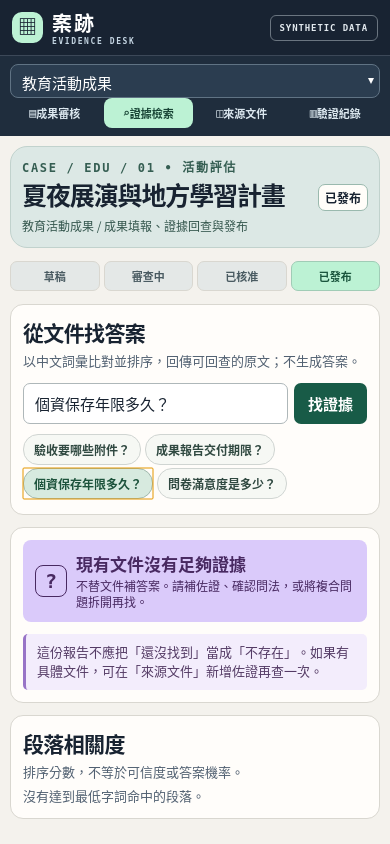 案跡
EVIDENCE DESK
SYNTHETIC DATA
教育活動成果
成果審核
證據檢索
來源文件
驗證紀錄
CASE / EDU / 01 • 活動評估
夏夜展演與地方學習計畫
已發布
教育活動成果 / 成果填報、證據回查與發布
草稿
審查中
已核准
已發布
從文件找答案
以中文詞彙比對並排序，回傳可回查的原文；不生成答案。
個資保存年限多久？
找證據
驗收要哪些附件？
成果報告交付期限？
個資保存年限多久？
問卷滿意度是多少？
?
現有文件沒有足夠證據
不替文件補答案。請補佐證、確認問法，或將複合問
題拆開再找。
這份報告不應把「還沒找到」當成「不存在」。如果有
具體文件，可在「來源文件」新增佐證再查一次。
段落相關度
排序分數，不等於可信度或答案機率。
沒有達到最低字詞命中的段落。